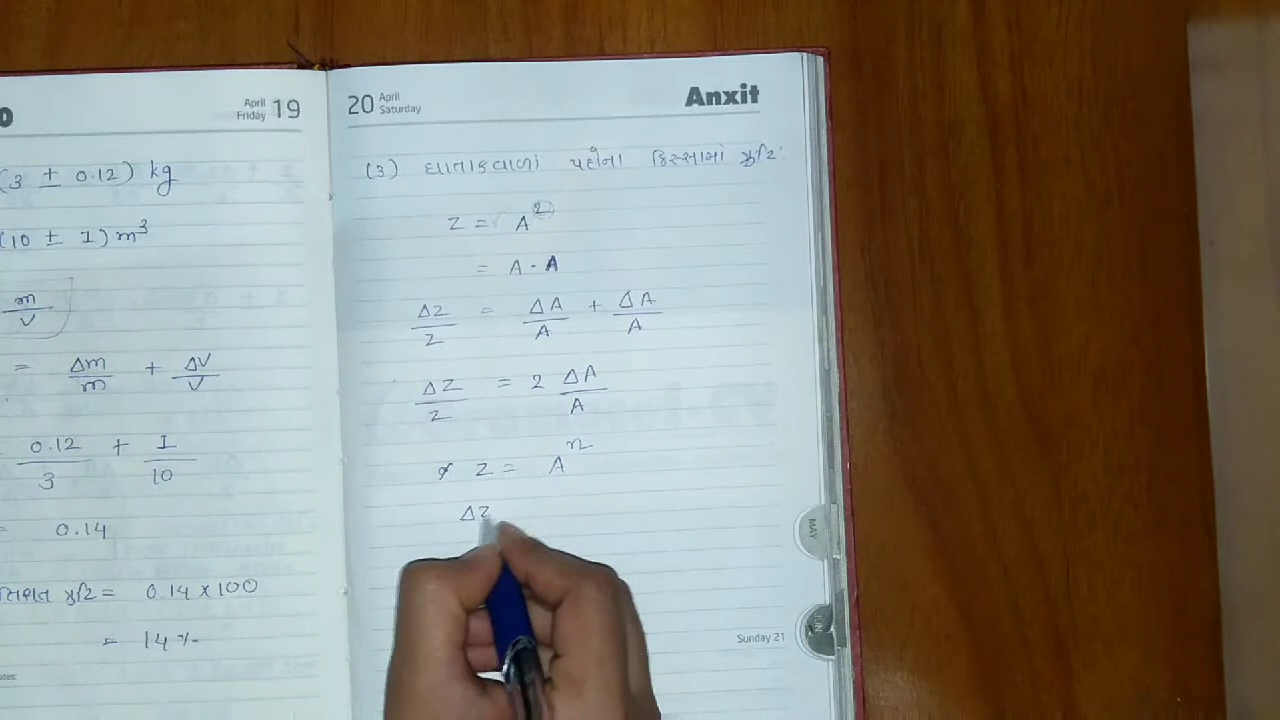 April
Friday 19
(3 ± 0.12) kg
(10 ± 1) m³
m
V
= Δm/m + ΔV/V
0.12/3 + 1/10
= 0.14
ત્રુટિ = 0.14 x 100
= 14 %
20 April
Saturday
Anxit
(3) ઘાતાંકવાળા પદોના કિસ્સામાં ત્રુટિ:
Z = A²
= A · A
ΔZ/Z = ΔA/A + ΔA/A
ΔZ/Z = 2 ΔA/A
Z = Aⁿ
ΔZ
MAY
JUN
Sunday 21